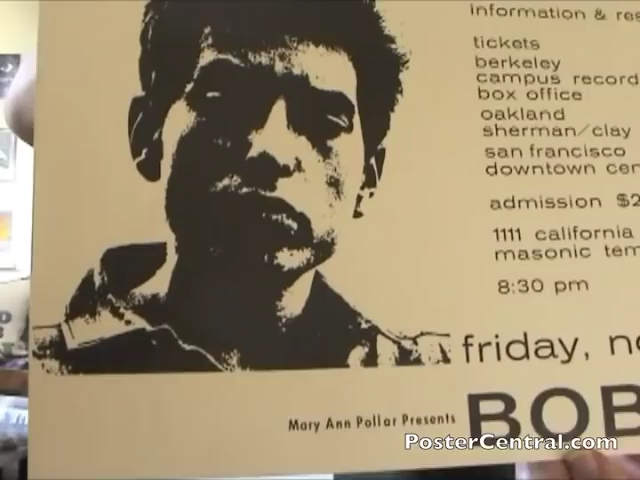 information & res
tickets
berkeley
campus record
box office
oakland
sherman/clay
san francisco
downtown cen
admission $2
1111 california
masonic tem
8:30 pm
friday, no
Mary Ann Pollar Presents
BOB
PosterCentral.com